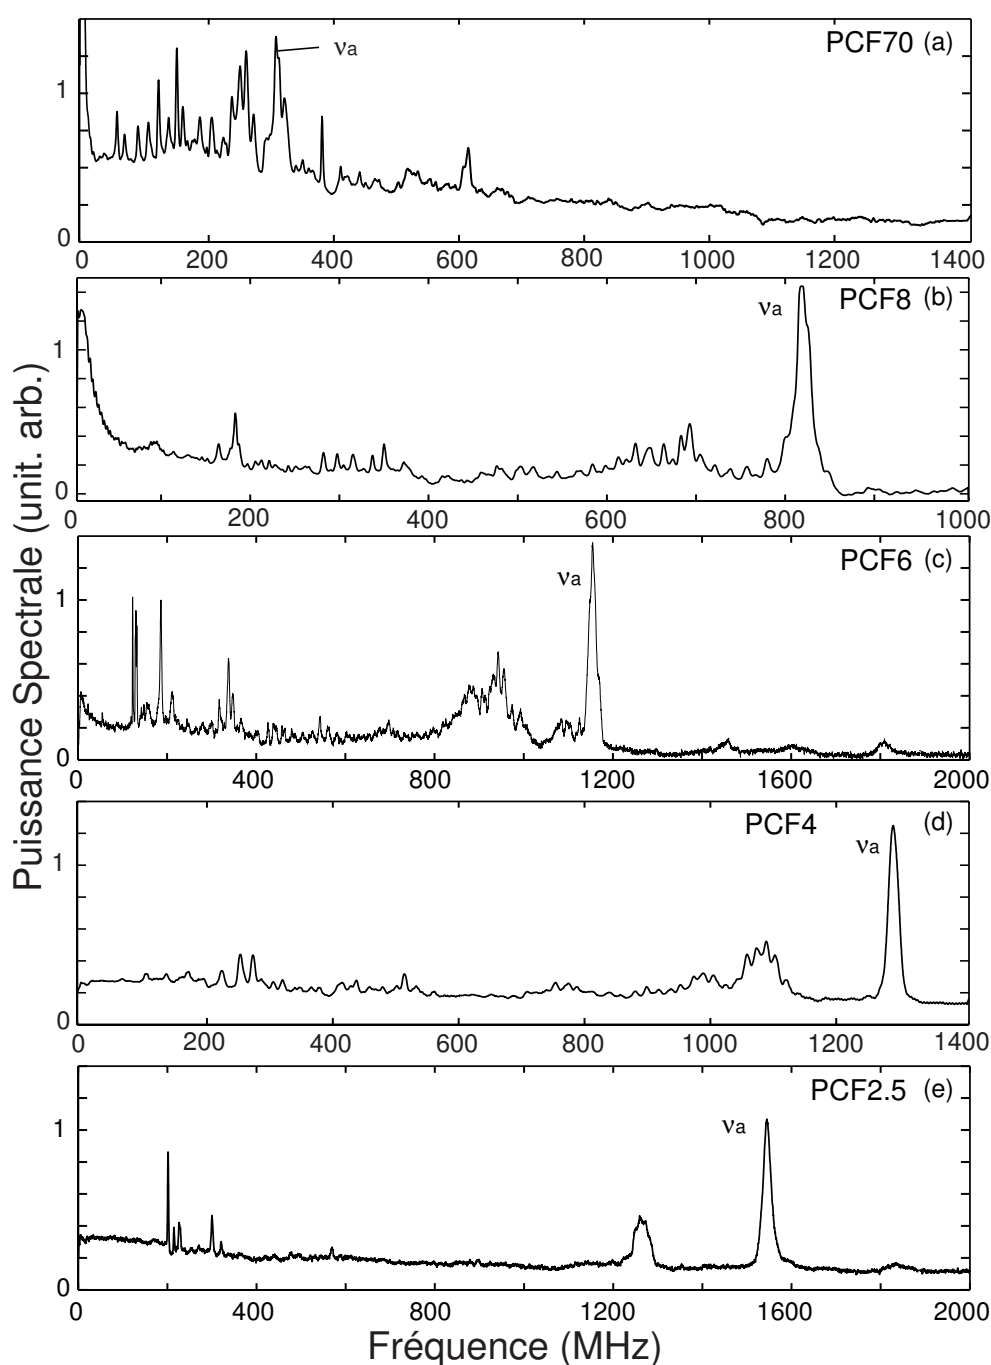 PCF70 (a)
νa
1
0
0 200 400 600 800 1000 1200 1400
PCF8 (b)
νa
1
0
0 200 400 600 800 1000
PCF6 (c)
νa
1
0
0 400 800 1200 1600 2000
PCF4 (d)
νa
1
0
0 200 400 600 800 1000 1200 1400
PCF2.5 (e)
νa
1
0
0 400 800 1200 1600 2000
Puissance Spectrale (unit. arb.)
Fréquence (MHz)